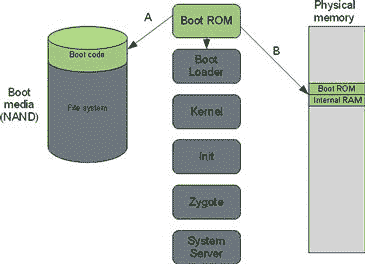 A
Boot ROM
Physical
memory
Boot code
B
Boot
Loader
Boot
media
(NAND)
File system
Boot ROM
Internal RAM
Kernel
Init
Zygote
System
Server